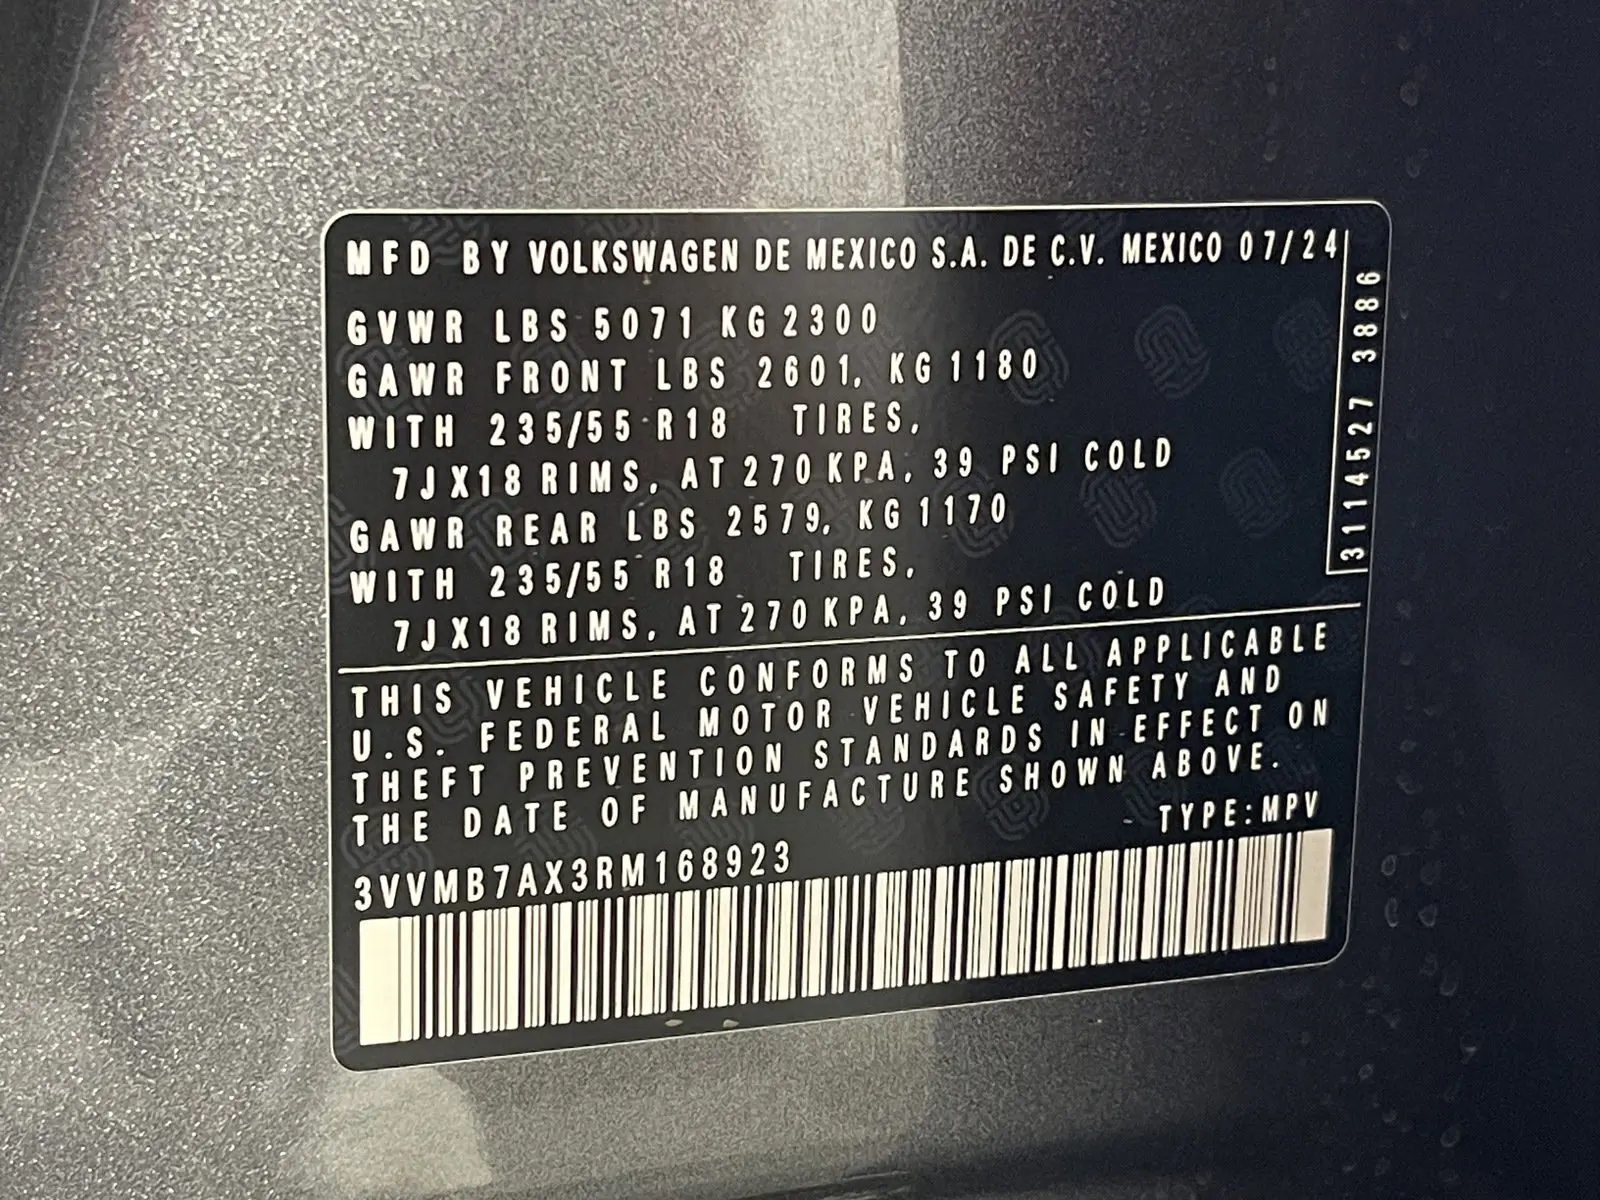 MFD BY VOLKSWAGEN DE MEXICO S.A. DE C.V. MEXICO 07/24
GVWR LBS 5071 KG 2300
GAWR FRONT LBS 2601, KG 1180
WITH 235/55 R18 TIRES,
7JX18 RIMS, AT 270 KPA, 39 PSI COLD
GAWR REAR LBS 2579, KG 1170
WITH 235/55 R18 TIRES,
7JX18 RIMS, AT 270 KPA, 39 PSI COLD
3114527 3886
THIS VEHICLE CONFORMS TO ALL APPLICABLE
U.S. FEDERAL MOTOR VEHICLE SAFETY AND
THEFT PREVENTION STANDARDS IN EFFECT ON
THE DATE OF MANUFACTURE SHOWN ABOVE.
TYPE:MPV
3VVMB7AX3RM168923